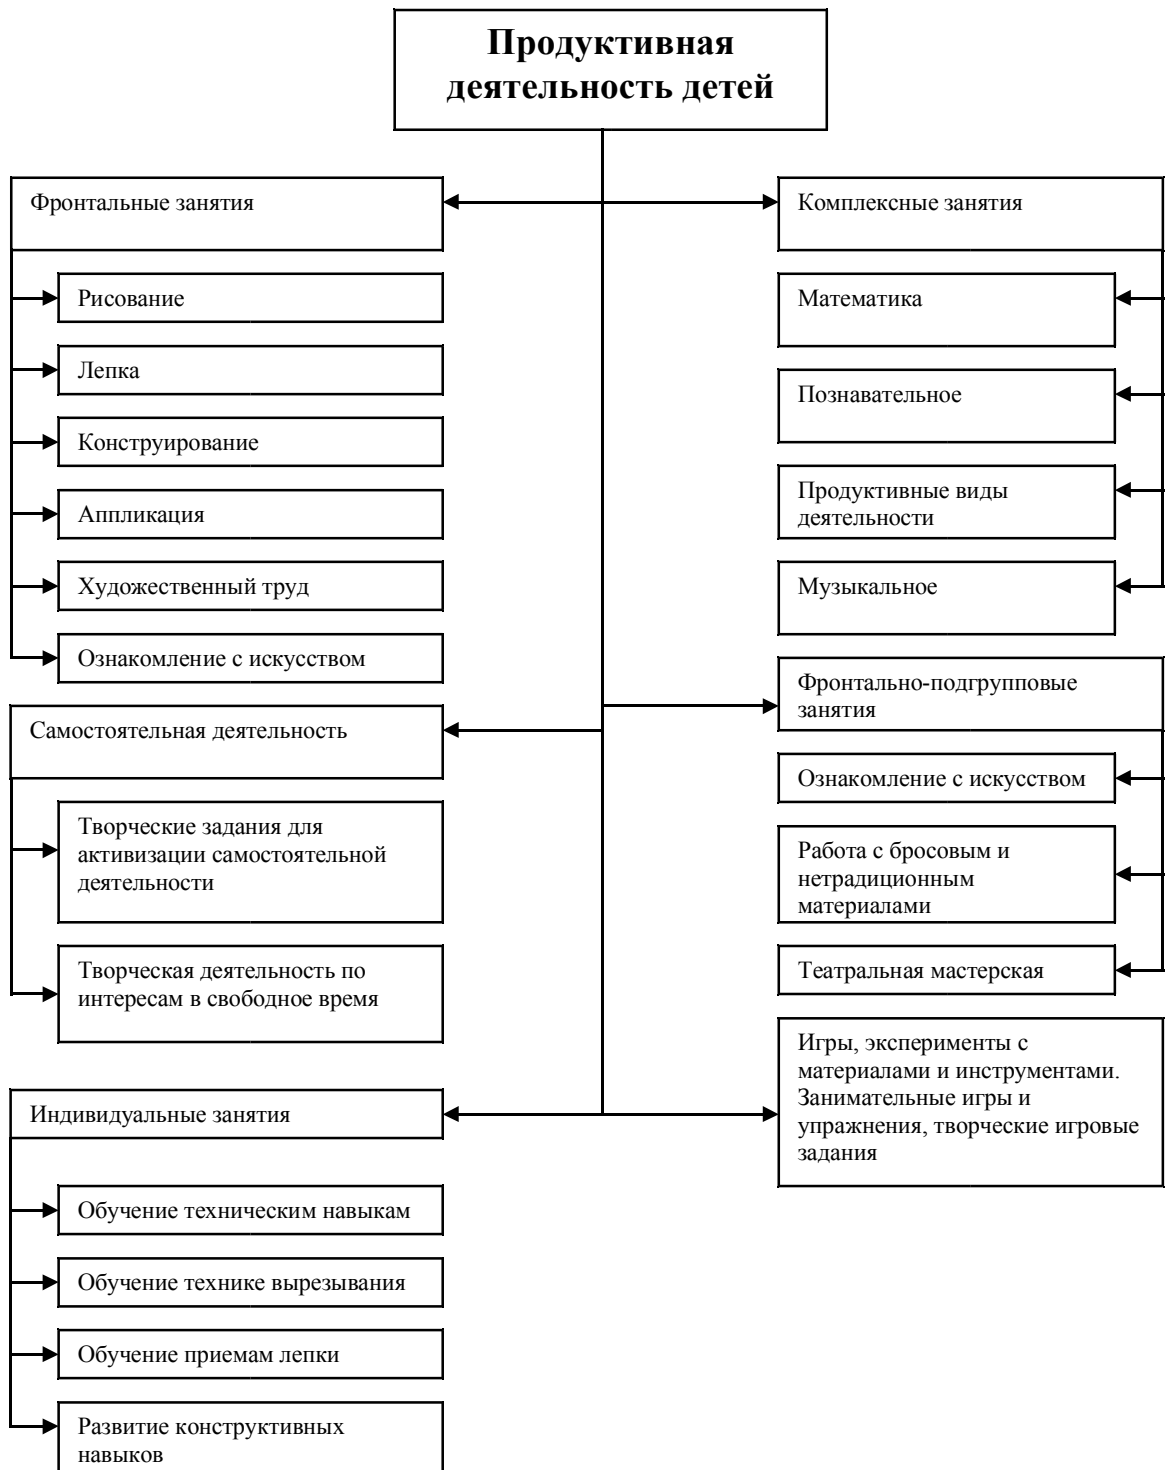 Продуктивная
деятельность детей
Фронтальные занятия
Рисование
Лепка
Конструирование
Аппликация
Художественный труд
Ознакомление с искусством
Самостоятельная деятельность
Творческие задания для
активизации самостоятельной
деятельности
Творческая деятельность по
интересам в свободное время
Индивидуальные занятия
Обучение техническим навыкам
Обучение технике вырезывания
Обучение приемам лепки
Развитие конструктивных
навыков
Комплексные занятия
Математика
Познавательное
Продуктивные виды
деятельности
Музыкальное
Фронтально-подгрупповые
занятия
Ознакомление с искусством
Работа с бросовым и
нетрадиционным
материалами
Театральная мастерская
Игры, эксперименты с
материалами и инструментами.
Занимательные игры и
упражнения, творческие игровые
задания